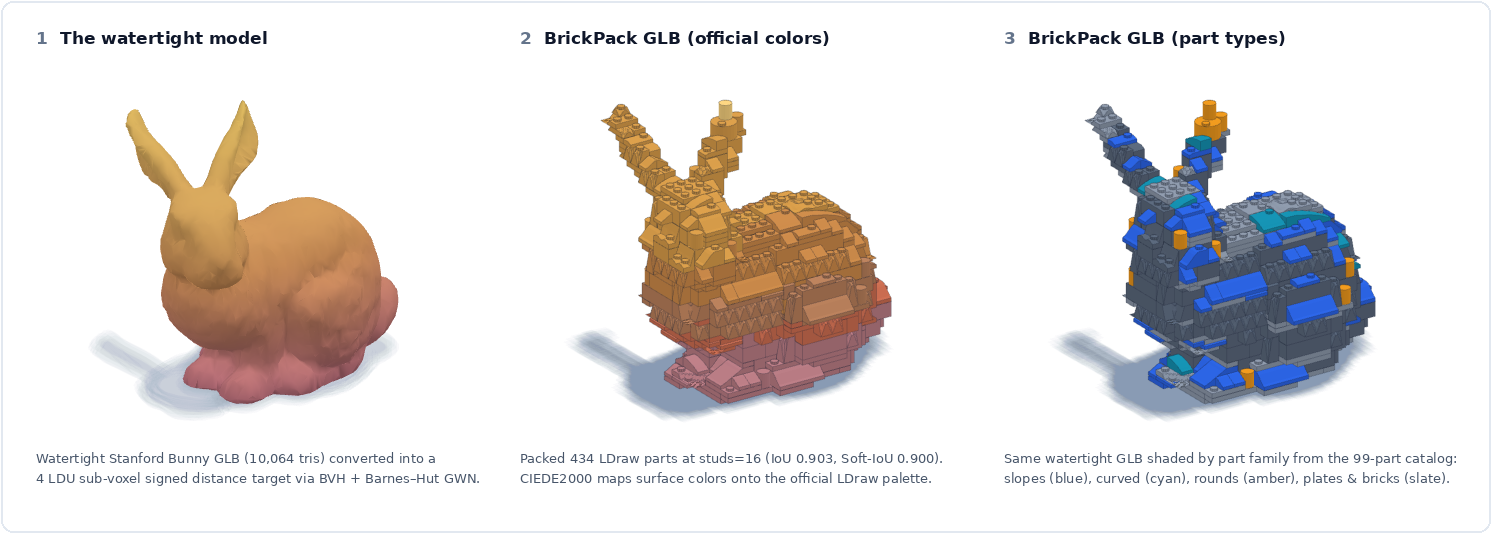 1 The watertight model
2 BrickPack GLB (official colors)
3 BrickPack GLB (part types)
Watertight Stanford Bunny GLB (10,064 tris) converted into a
4 LDU sub-voxel signed distance target via BVH + Barnes–Hut GWN.
Packed 434 LDraw parts at studs=16 (IoU 0.903, Soft-IoU 0.900).
CIEDE2000 maps surface colors onto the official LDraw palette.
Same watertight GLB shaded by part family from the 99-part catalog:
slopes (blue), curved (cyan), rounds (amber), plates & bricks (slate).